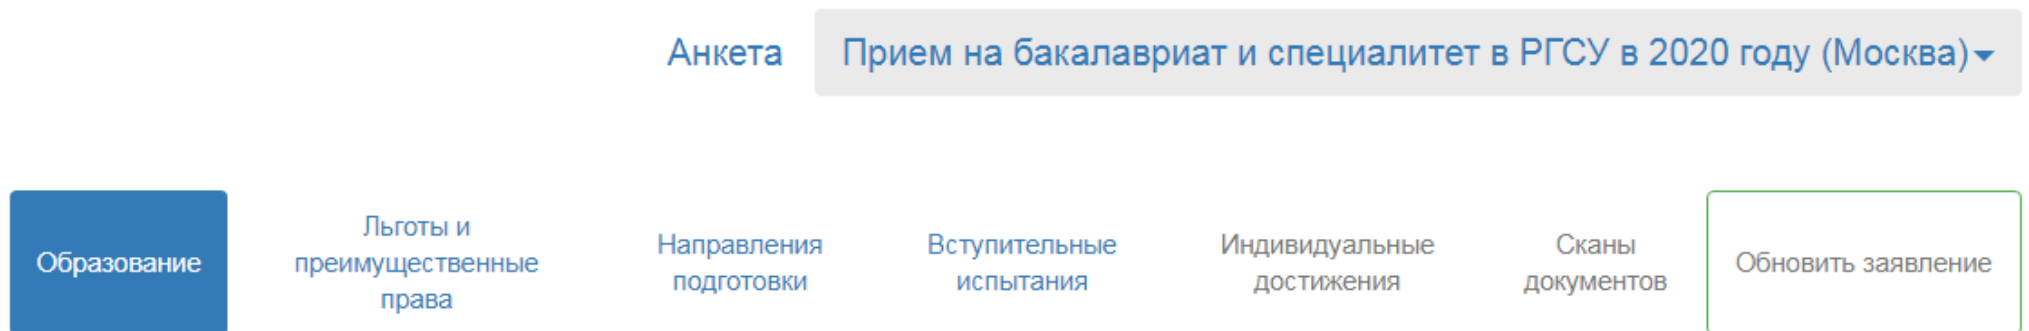 Анкета Прием на бакалавриат и специалитет в РГСУ в 2020 году (Москва)
Образование
Льготы и
преимущественные
права
Направления
подготовки
Вступительные
испытания
Индивидуальные
достижения
Сканы
документов
Обновить заявление